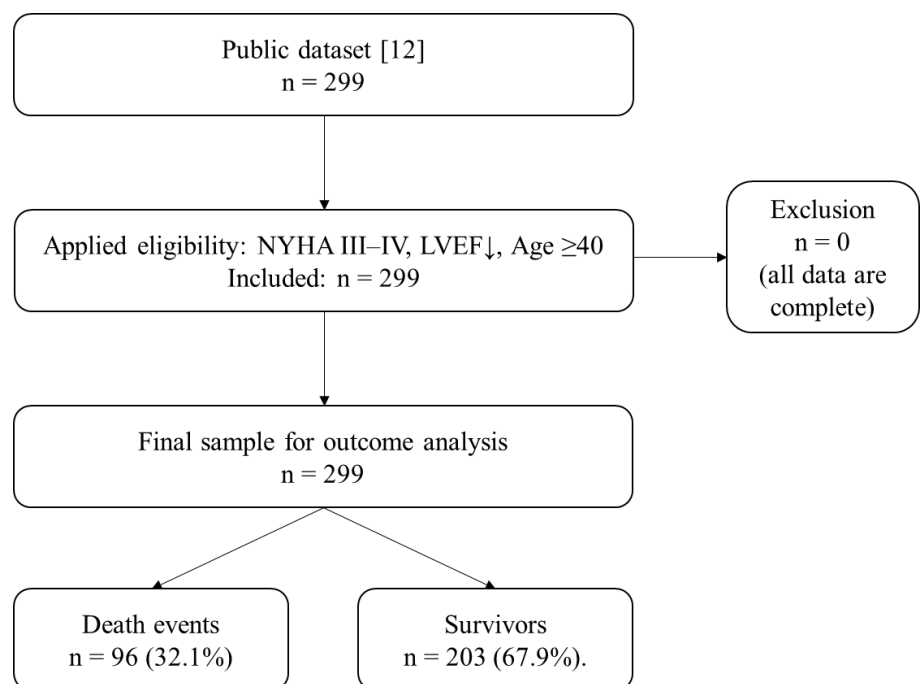 Public dataset [12]
n = 299
Applied eligibility: NYHA III–IV, LVEF↓, Age ≥40
Included: n = 299
Exclusion
n = 0
(all data are
complete)
Final sample for outcome analysis
n = 299
Death events
n = 96 (32.1%)
Survivors
n = 203 (67.9%).